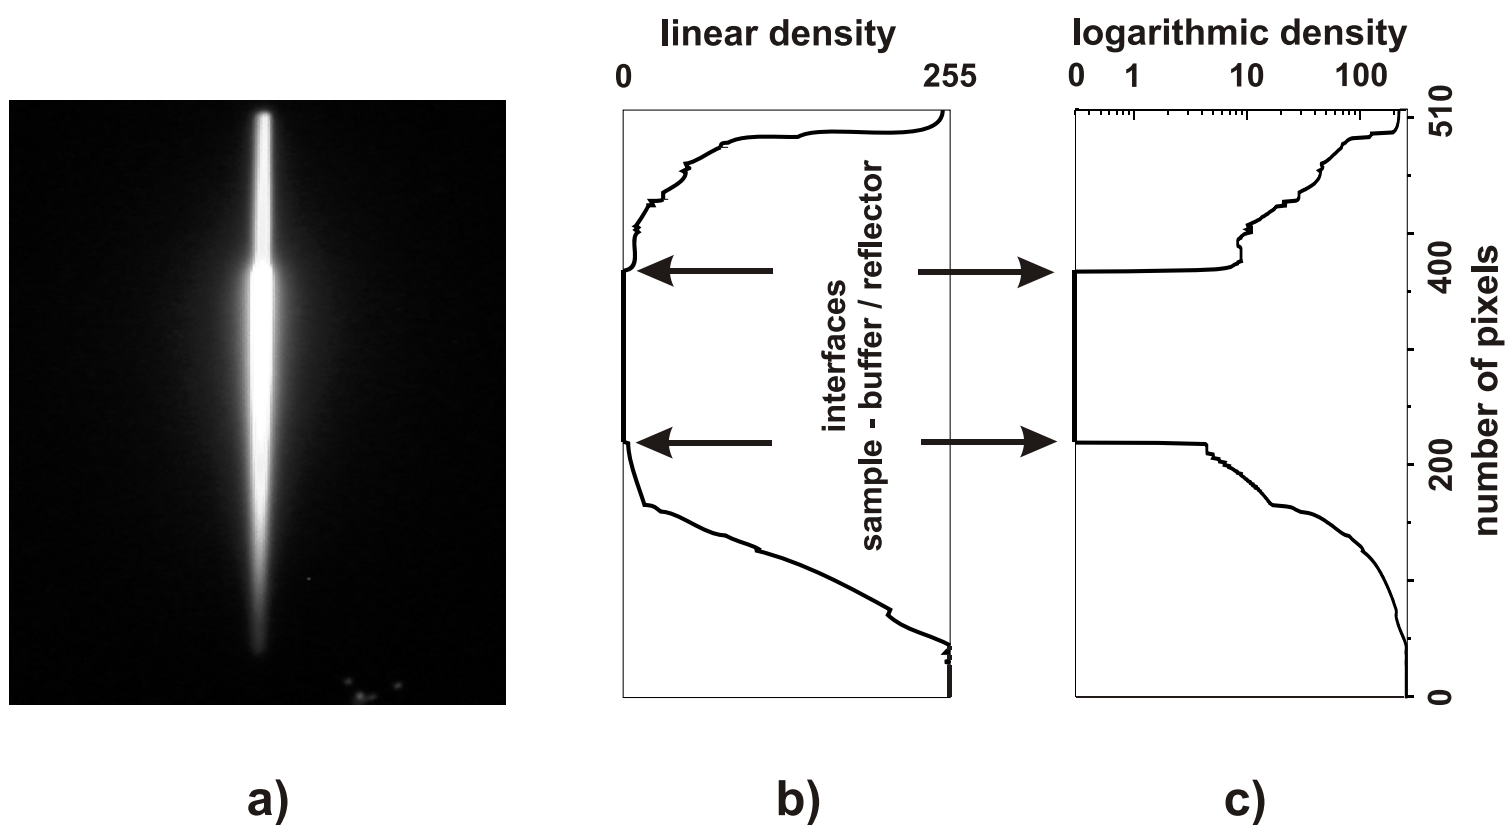 linear density
0 255
logarithmic density
0 1 10 100
510
400
200
0
number of pixels
interfaces
sample - buffer / reflector
a)
b)
c)